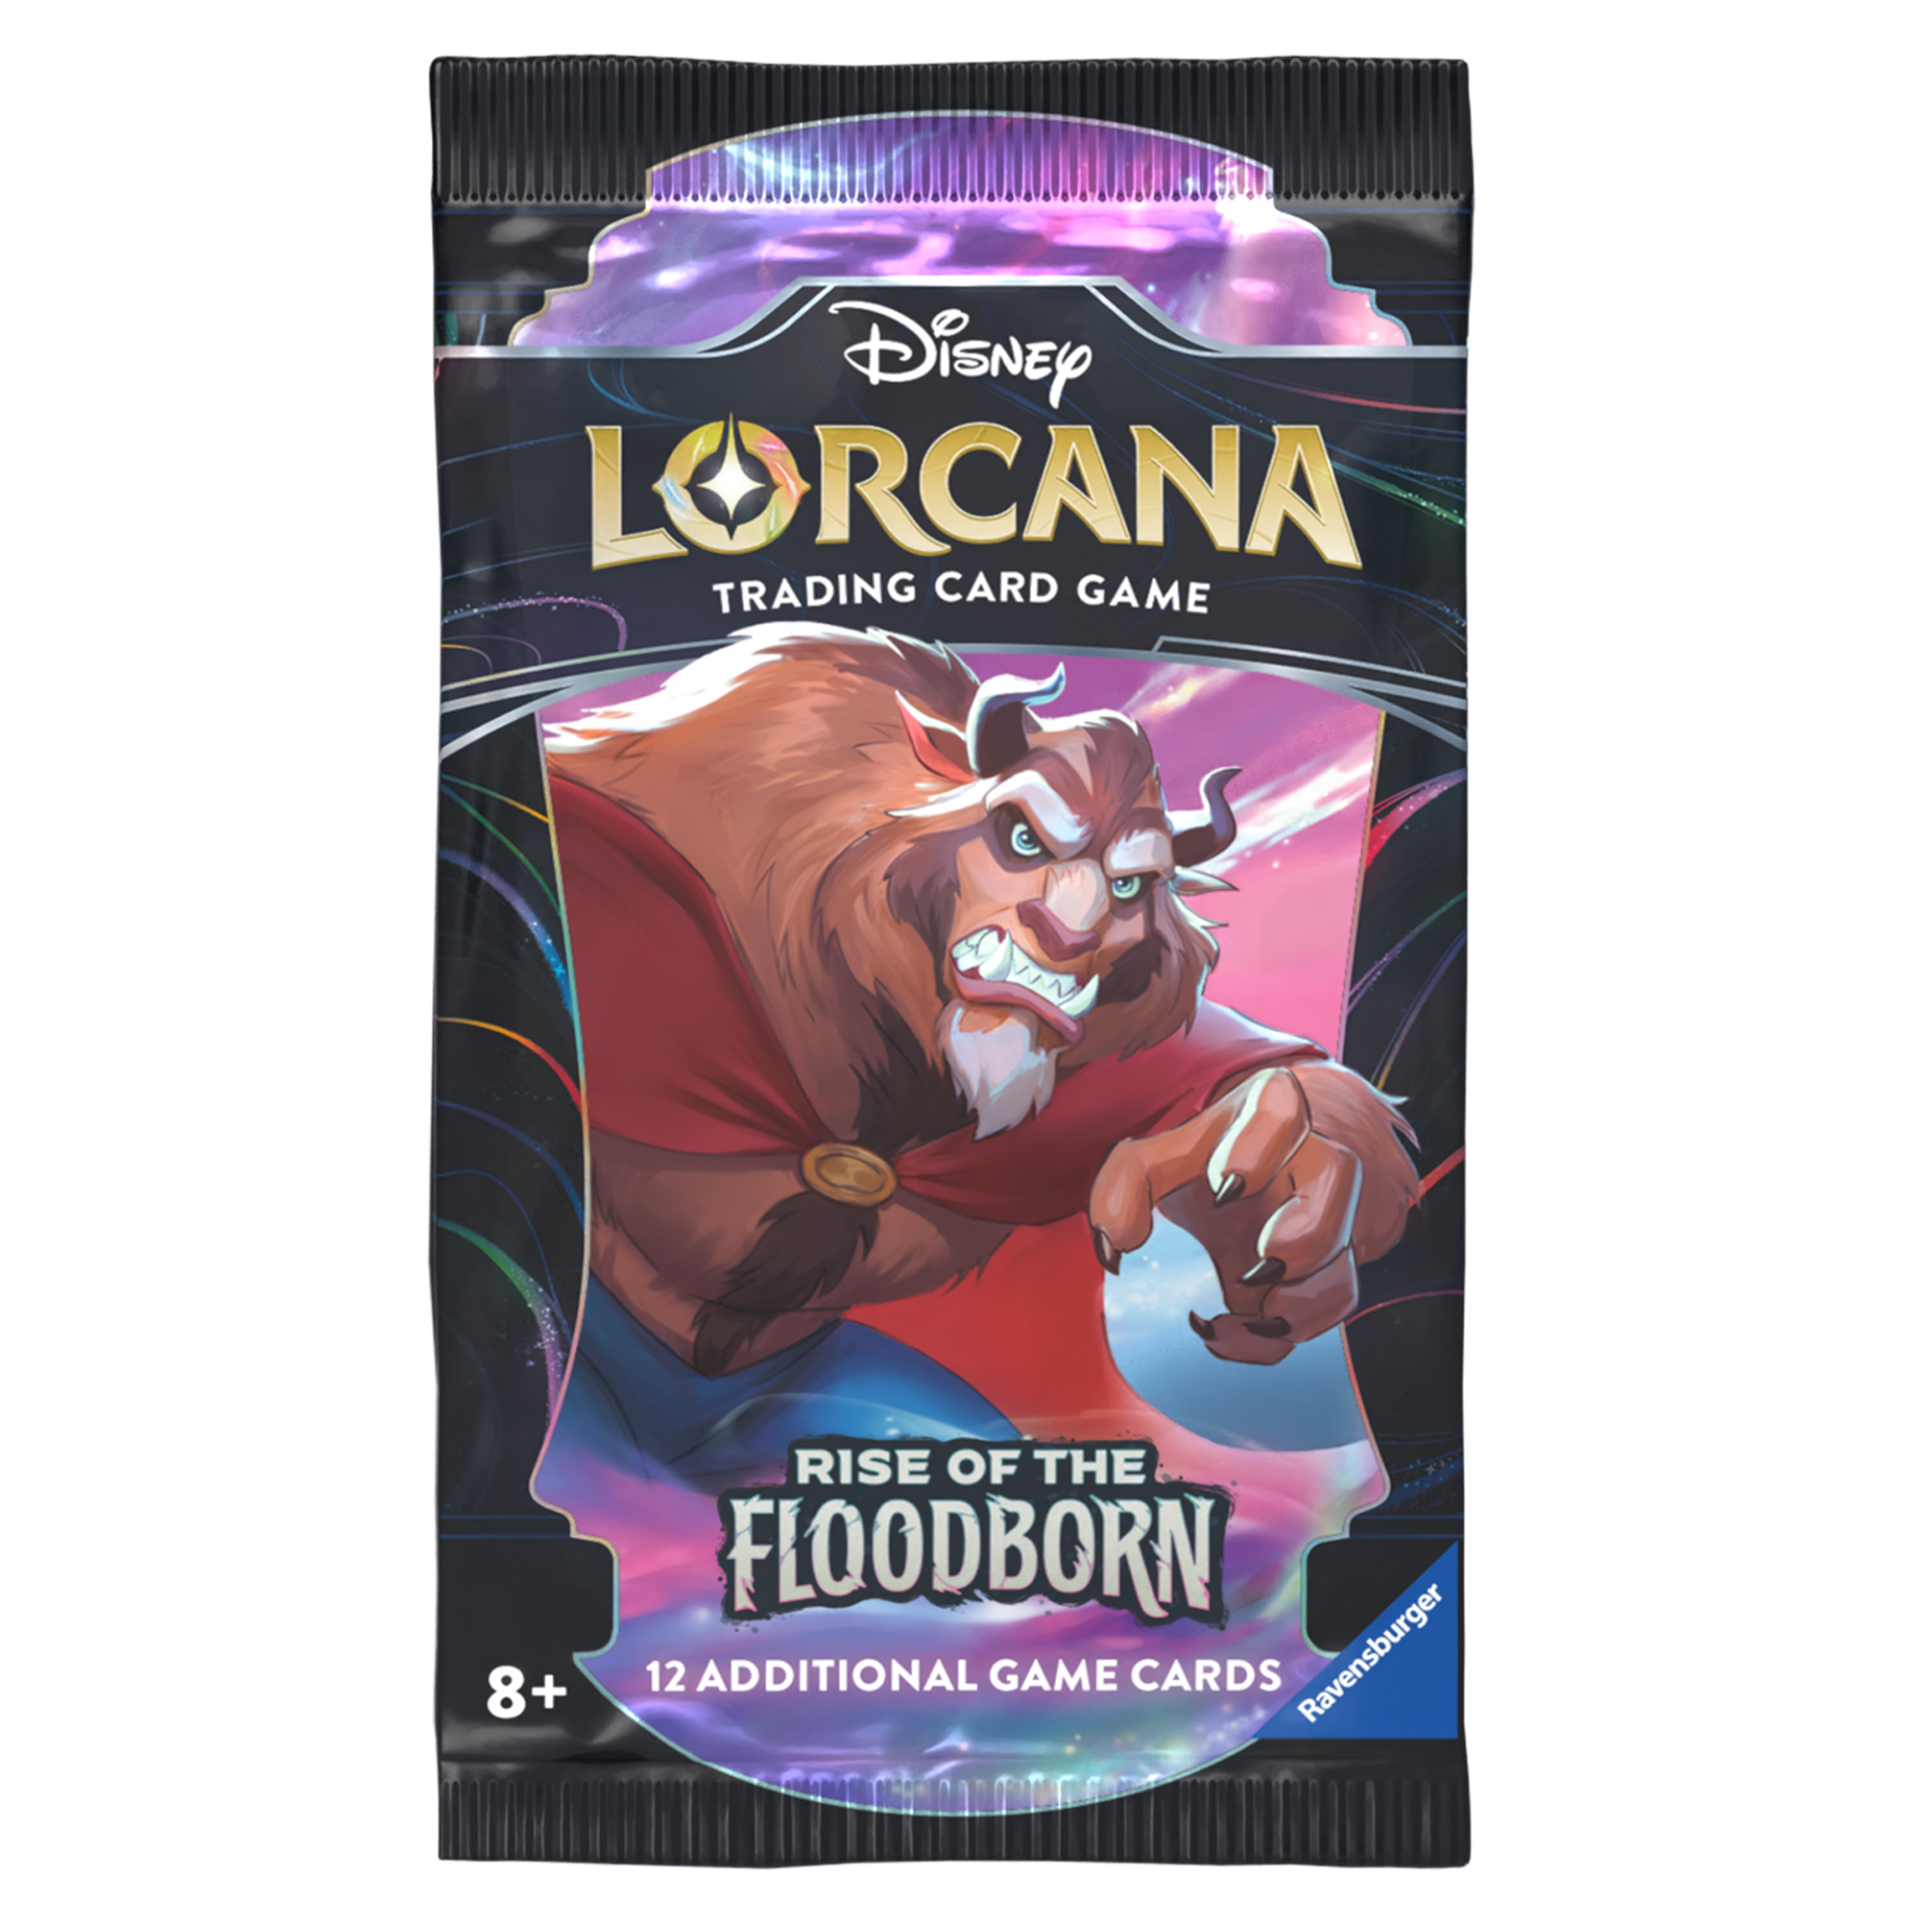 Disney
LORCANA
TRADING CARD GAME
RISE OF THE
FLOODBORN
12 ADDITIONAL GAME CARDS
8+
Ravensburger